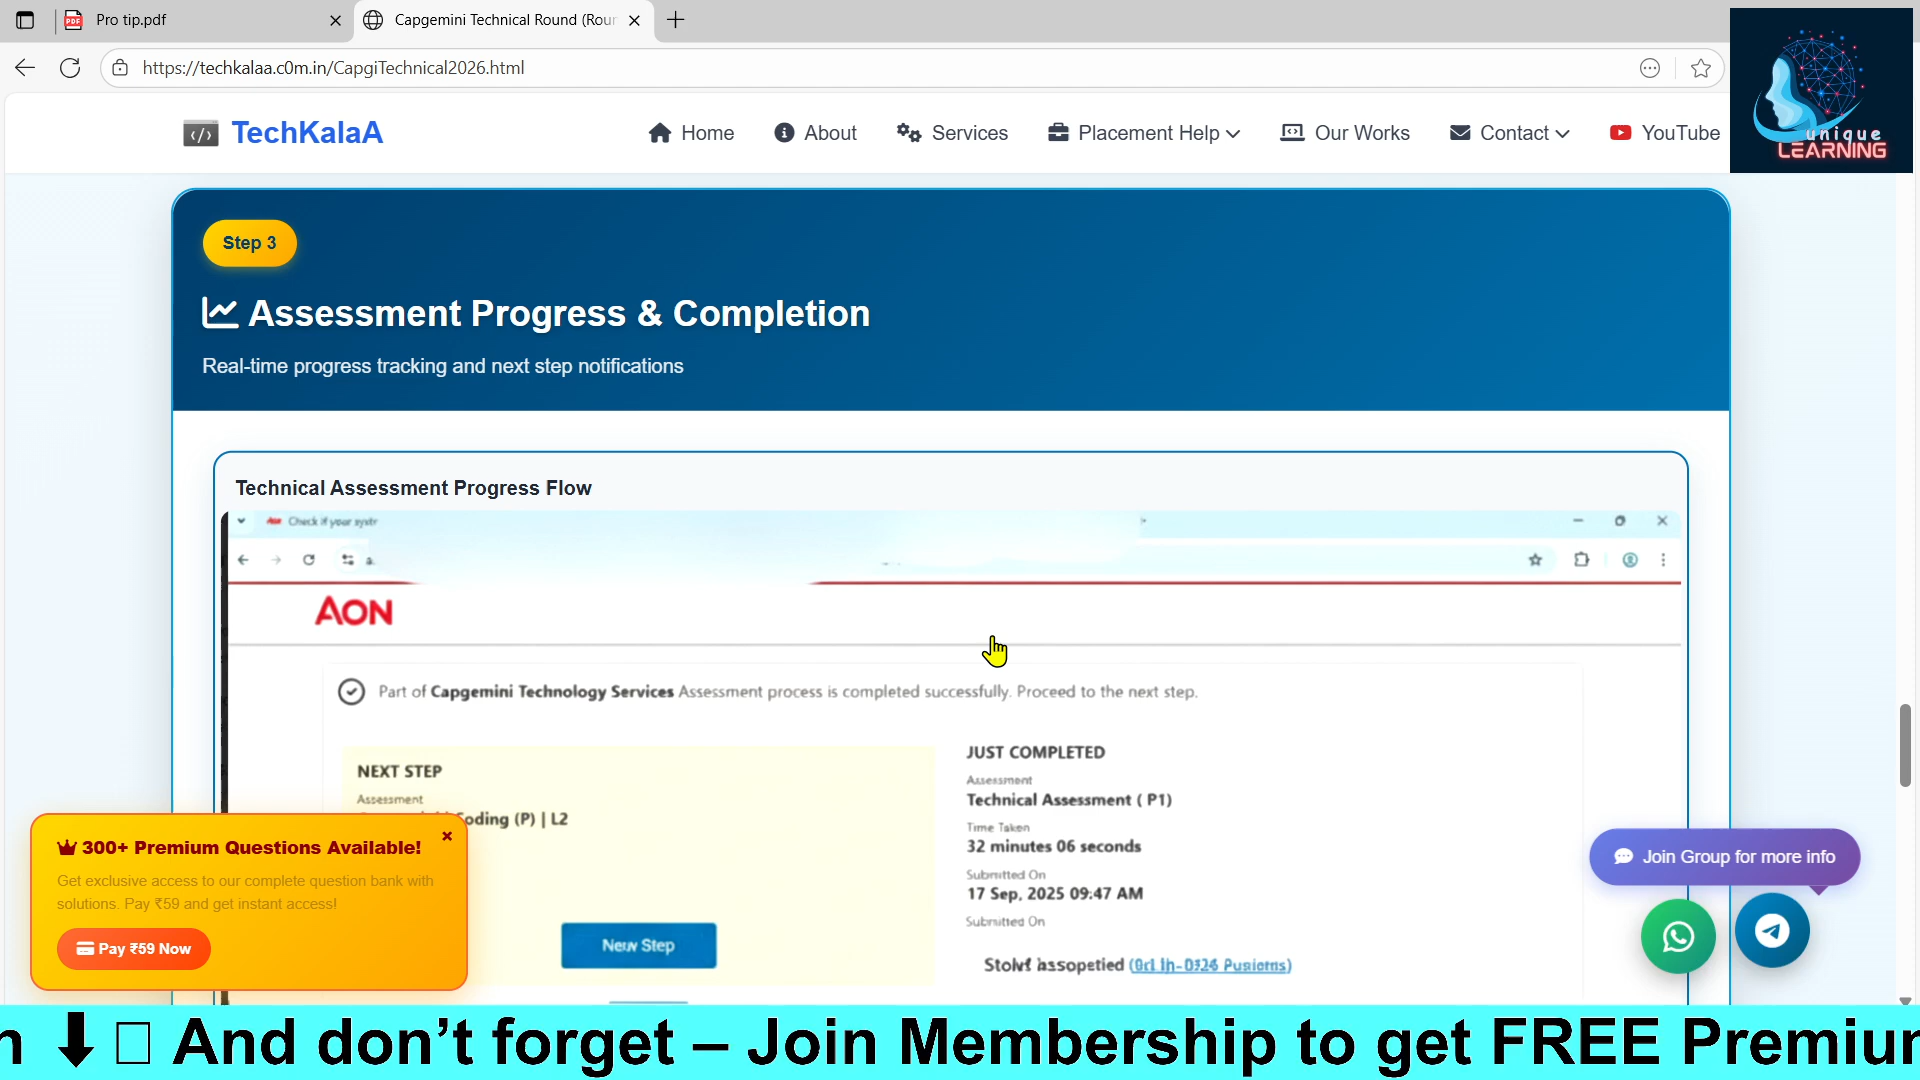 Pro tip.pdf
Capgemini Technical Round (Roun
https://techkalaa.c0m.in/CapgiTechnical2026.html
unique
LEARNING
TechKalaA
Home
About
Services
Placement Help
Our Works
Contact
YouTube
Step 3
Assessment Progress & Completion
Real-time progress tracking and next step notifications
Technical Assessment Progress Flow
Check if your systr
AON
Part of Capgemini Technology Services Assessment process is completed successfully. Proceed to the next step.
NEXT STEP
Assessment
Coding (P) | L2
New Step
JUST COMPLETED
Assessment
Technical Assessment ( P1)
Time Taken
32 minutes 06 seconds
Submitted On
17 Sep, 2025 09:47 AM
Submitted On
300+ Premium Questions Available!
Get exclusive access to our complete question bank with
solutions. Pay ₹59 and get instant access!
Pay ₹59 Now
Join Group for more info
n ⬇ And don’t forget – Join Membership to get FREE Premiun